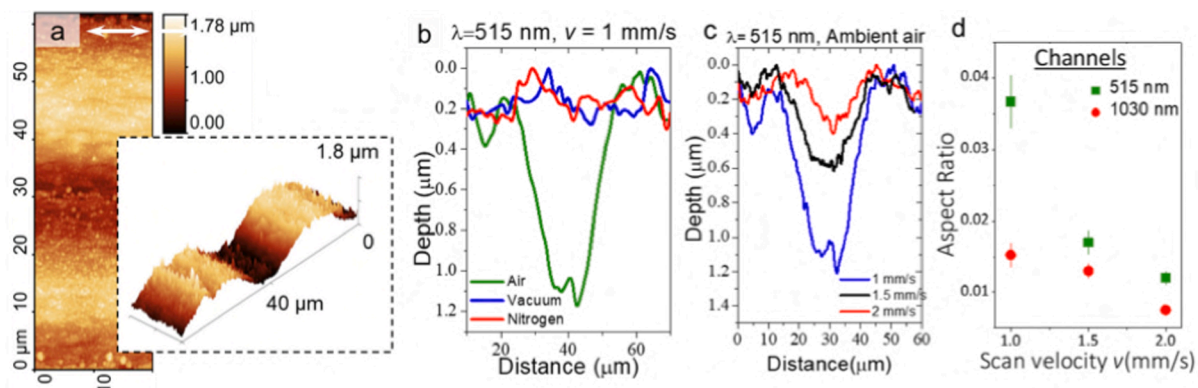 a
1.78 µm
1.00
0.00
50
40
30
20
10
0 µm
0
10
1.8 µm
0
40 µm
b
λ=515 nm, v = 1 mm/s
Depth (µm)
0.0
0.2
0.4
0.6
0.8
1.0
1.2
Air
Vacuum
Nitrogen
20
40
60
Distance (µm)
c
λ= 515 nm, Ambient air
Depth (µm)
0.0
0.2
0.4
0.6
0.8
1.0
1.2
1.4
1 mm/s
1.5 mm/s
2 mm/s
0
10
20
30
40
50
60
Distance(µm)
d
Channels
515 nm
1030 nm
Aspect Ratio
0.04
0.03
0.02
0.01
1.0
1.5
2.0
Scan velocity v(mm/s)